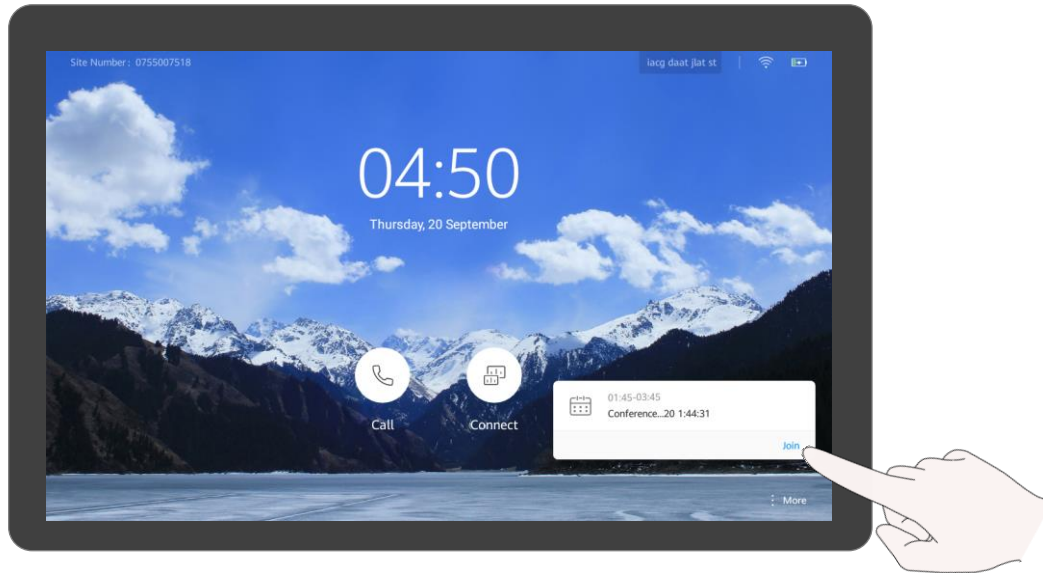 Site Number: 0755007518
iacg daat jlat st
04:50
Thursday, 20 September
Call
Connect
01:45-03:45
Conference...20 1:44:31
Join
More